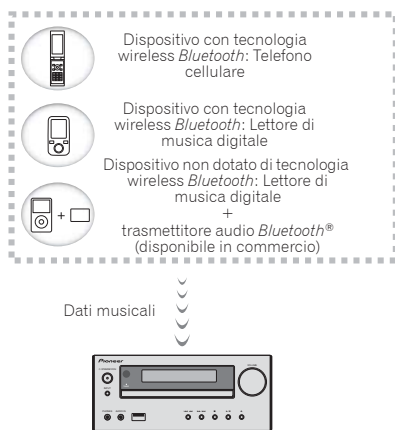 Dispositivo con tecnologia
wireless Bluetooth: Telefono
cellulare
Dispositivo con tecnologia
wireless Bluetooth: Lettore di
musica digitale
Dispositivo non dotato di tecnologia
wireless Bluetooth: Lettore di
musica digitale
+
+
trasmettitore audio Bluetooth®
(disponibile in commercio)
Dati musicali
Pioneer